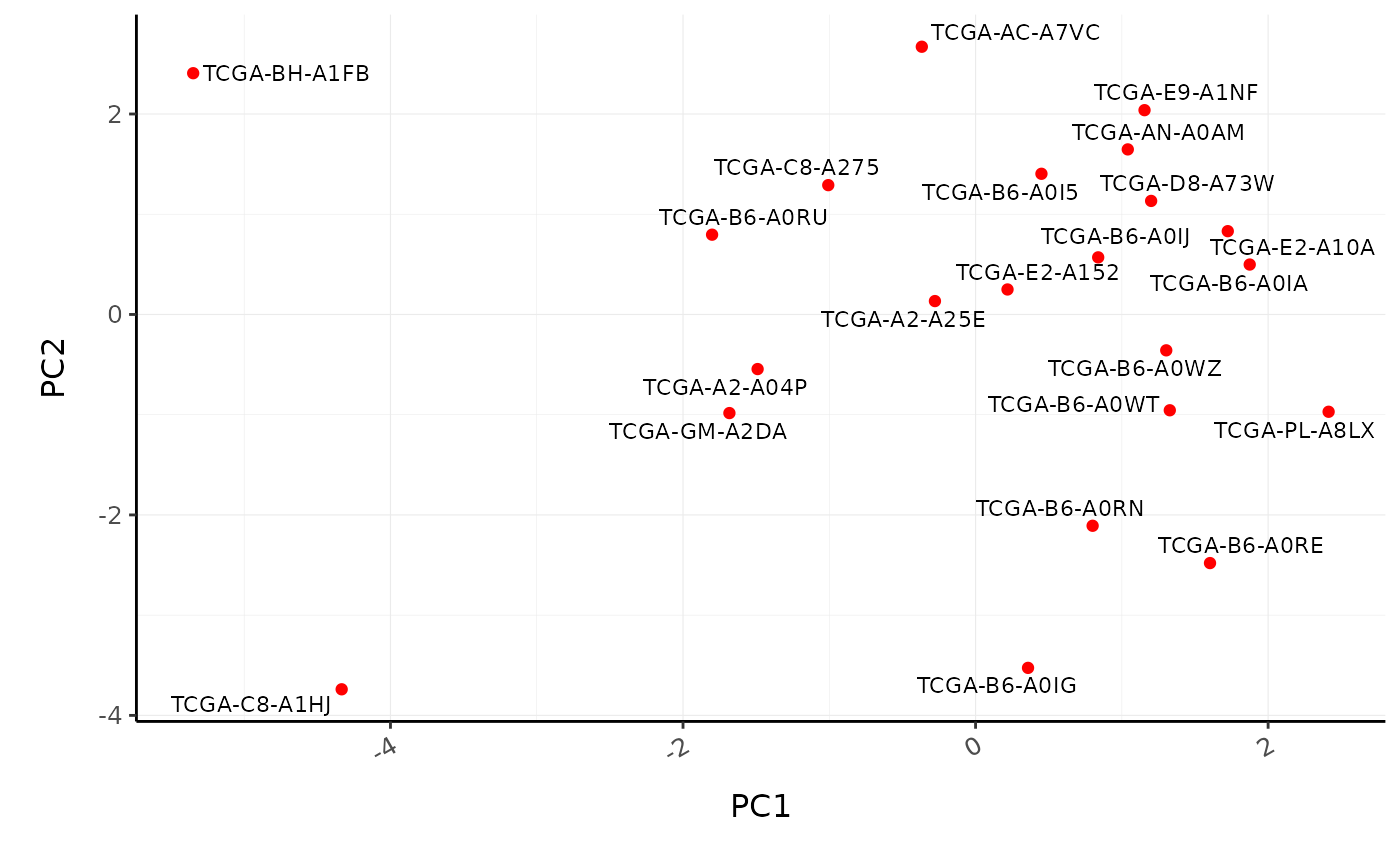 TCGA-AC-A7VC
TCGA-BH-A1FB
TCGA-E9-A1NF
2
TCGA-AN-A0AM
TCGA-C8-A275
TCGA-D8-A73W
TCGA-B6-A0I5
TCGA-B6-A0RU
TCGA-B6-A0IJ
TCGA-E2-A10A
TCGA-E2-A152
TCGA-B6-A0IA
0
TCGA-A2-A25E
PC2
TCGA-B6-A0WZ
TCGA-A2-A04P
TCGA-B6-A0WT
TCGA-GM-A2DA
TCGA-PL-A8LX
TCGA-B6-A0RN
-2
TCGA-B6-A0RE
TCGA-B6-A0IG
TCGA-C8-A1HJ
-4
-4
-2
0
2
PC1